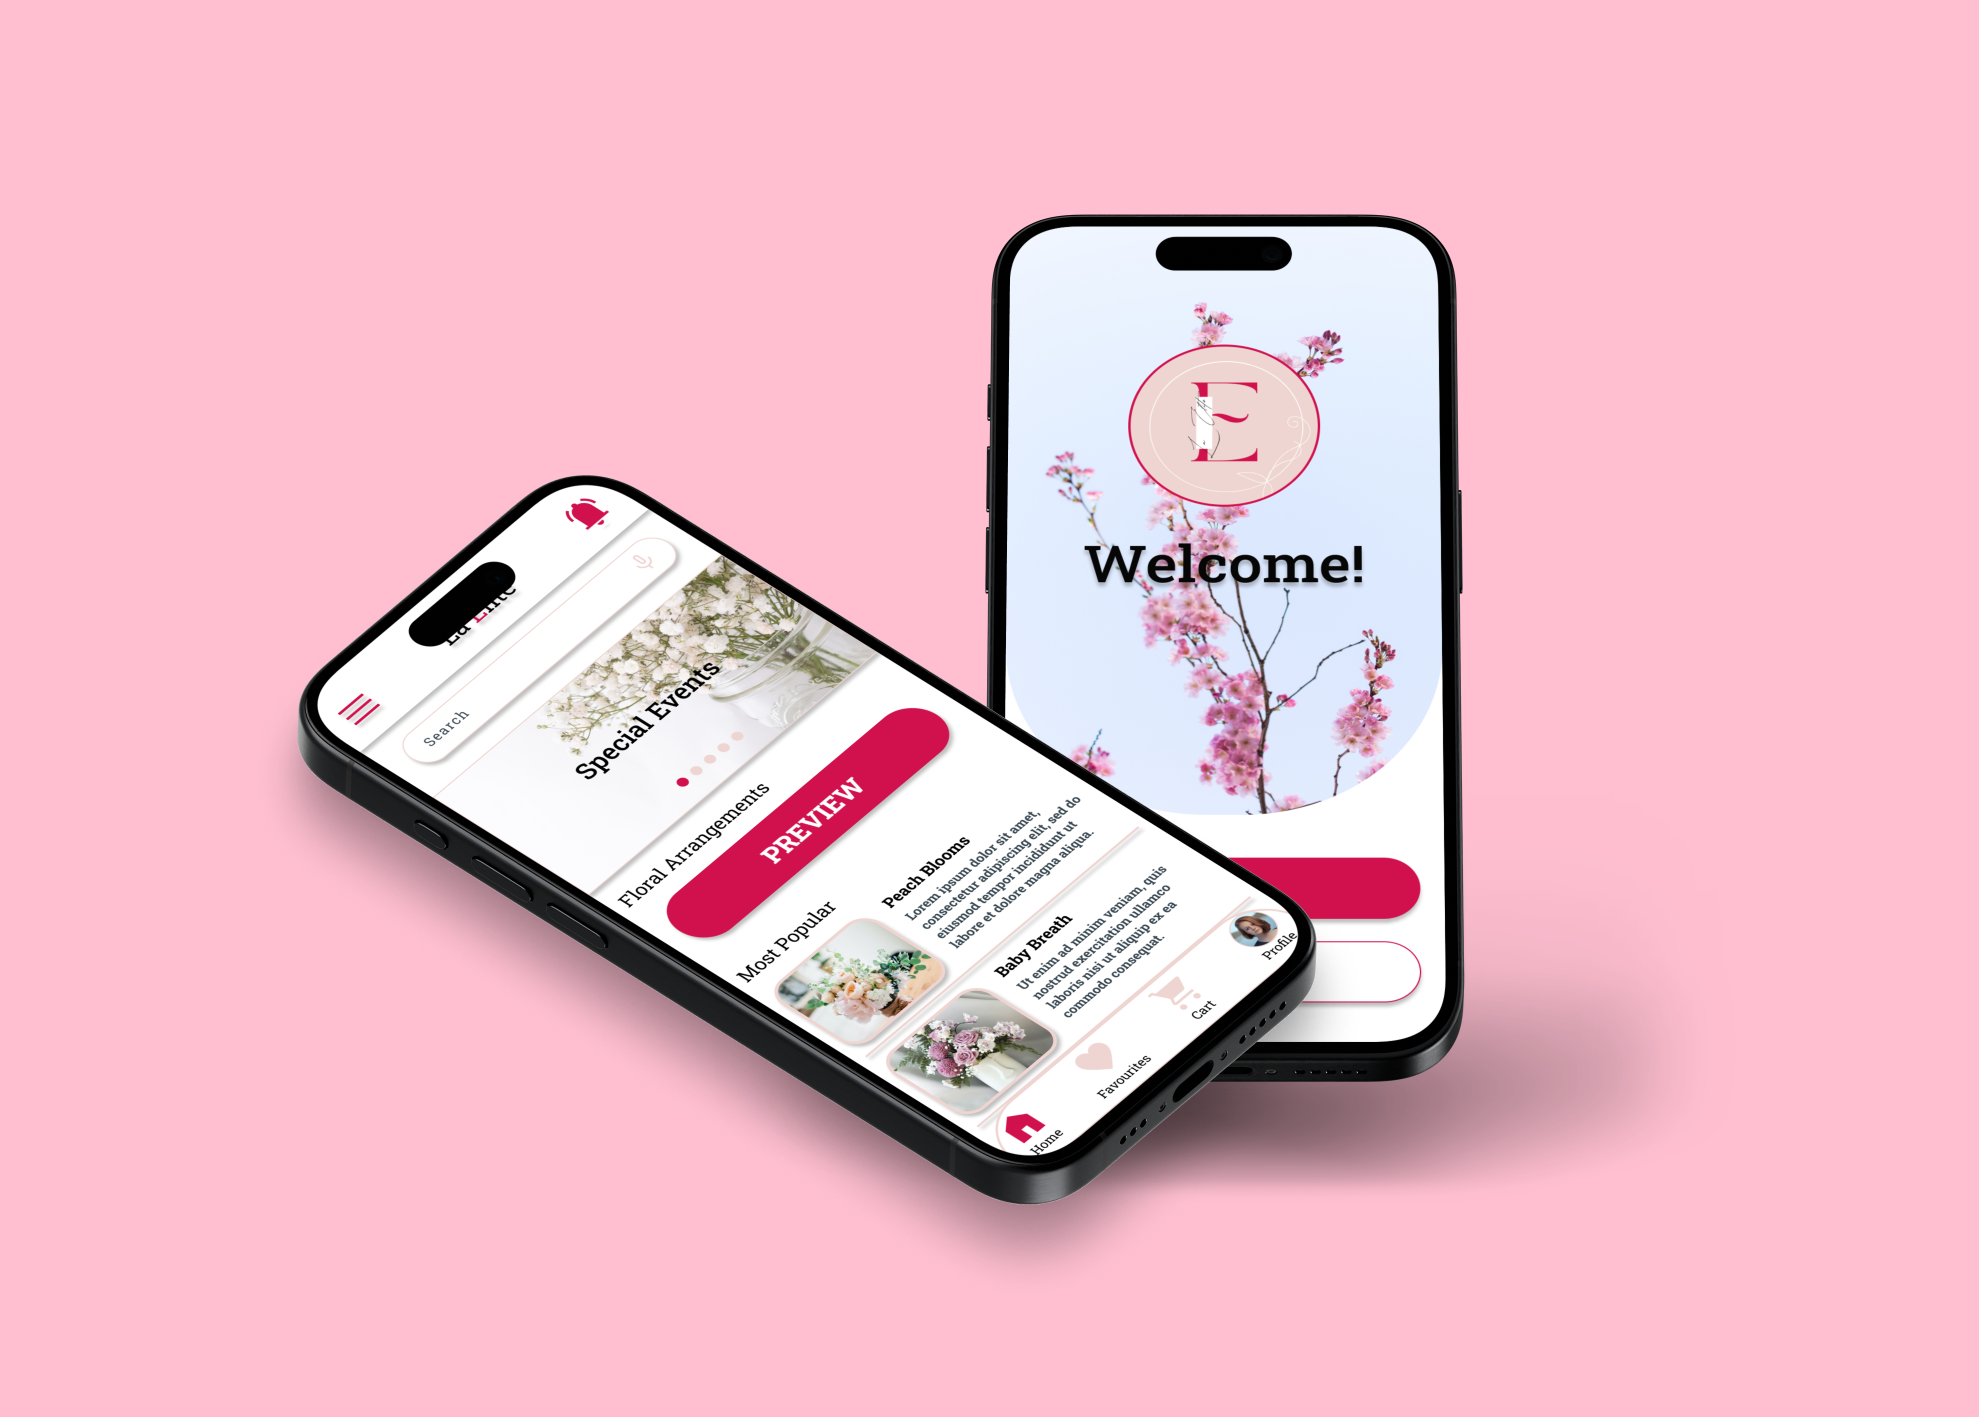 La Elite
Search
Special Events
Floral Arrangements
PREVIEW
Most Popular
Peach Blooms
Lorem ipsum dolor sit amet,
consectetur adipiscing elit, sed do
eiusmod tempor incididunt ut
labore et dolore magna aliqua.
Baby Breath
Ut enim ad minim veniam, quis
nostrud exercitation ullamco
laboris nisi ut aliquip ex ea
commodo consequat.
Home
Favourites
Cart
Profile
E
Welcome!